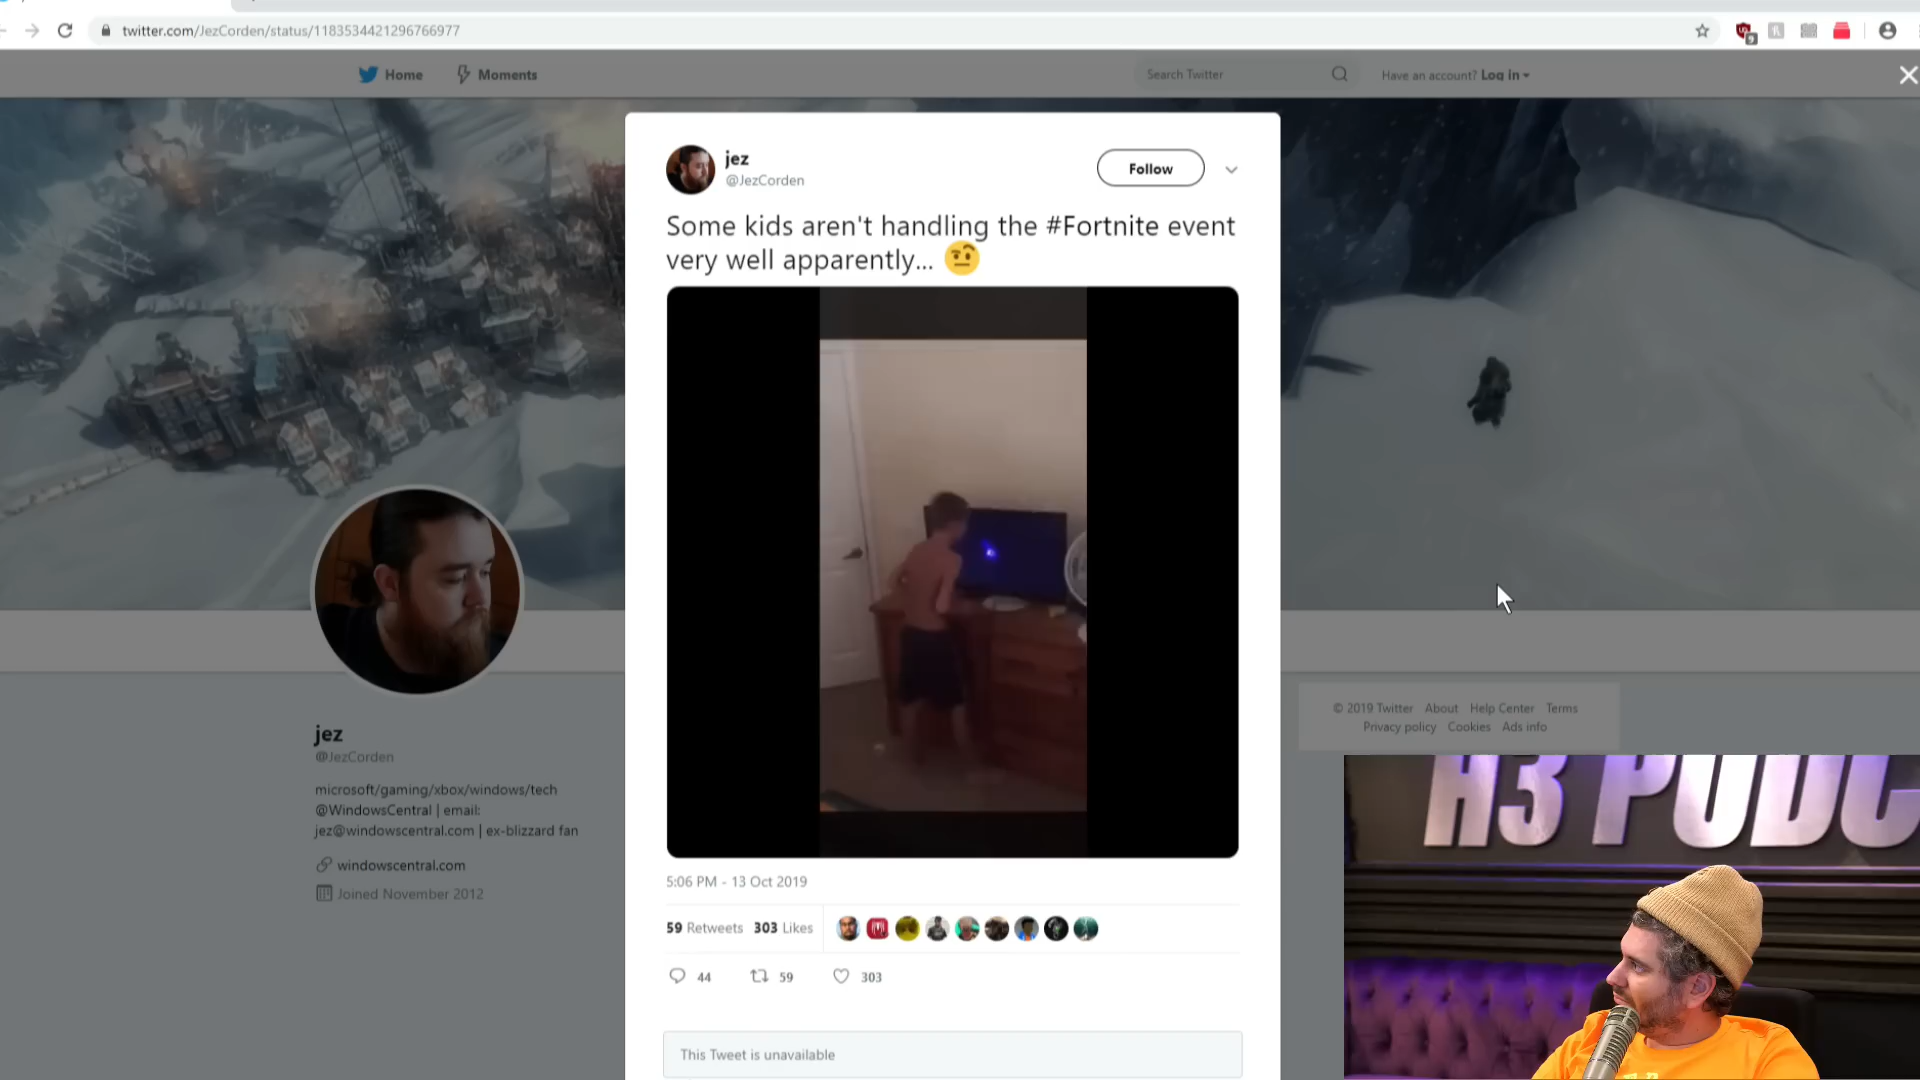 twitter.com/JezCorden/status/1183534421296766977
Home
Moments
Search Twitter
Have an account? Log in
jez
@JezCorden
Follow
Some kids aren't handling the #Fortnite event
very well apparently...
5:06 PM - 13 Oct 2019
59 Retweets 303 Likes
44
59
303
This Tweet is unavailable
jez
@JezCorden
microsoft/gaming/xbox/windows/tech
@WindowsCentral | email:
jez@windowscentral.com | ex-blizzard fan
windowscentral.com
Joined November 2012
© 2019 Twitter About Help Center Terms
Privacy policy Cookies Ads info
H3 PODC
9